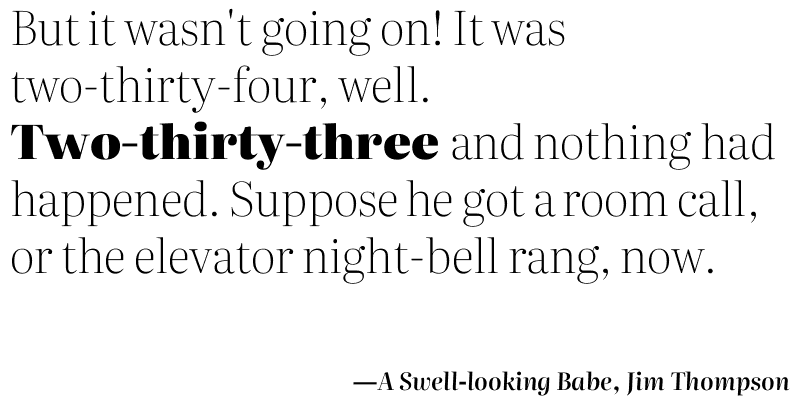 But it wasn't going on! It was
two-thirty-four, well.
Two-thirty-three and nothing had
happened. Suppose he got a room call,
or the elevator night-bell rang, now.
—A Swell-looking Babe, Jim Thompson